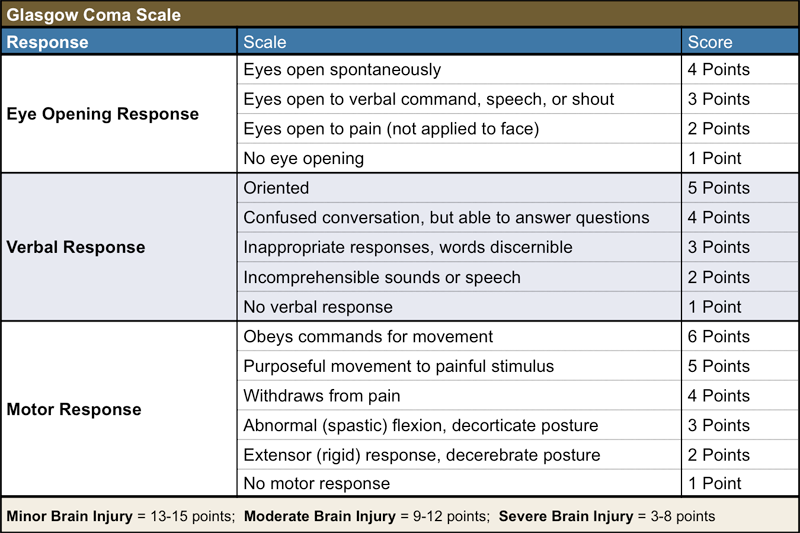 Glasgow Coma Scale
Response Scale Score
Eye Opening Response
Eyes open spontaneously 4 Points
Eyes open to verbal command, speech, or shout 3 Points
Eyes open to pain (not applied to face) 2 Points
No eye opening 1 Point
Verbal Response
Oriented 5 Points
Confused conversation, but able to answer questions 4 Points
Inappropriate responses, words discernible 3 Points
Incomprehensible sounds or speech 2 Points
No verbal response 1 Point
Motor Response
Obeys commands for movement 6 Points
Purposeful movement to painful stimulus 5 Points
Withdraws from pain 4 Points
Abnormal (spastic) flexion, decorticate posture 3 Points
Extensor (rigid) response, decerebrate posture 2 Points
No motor response 1 Point
Minor Brain Injury = 13-15 points; Moderate Brain Injury = 9-12 points; Severe Brain Injury = 3-8 points